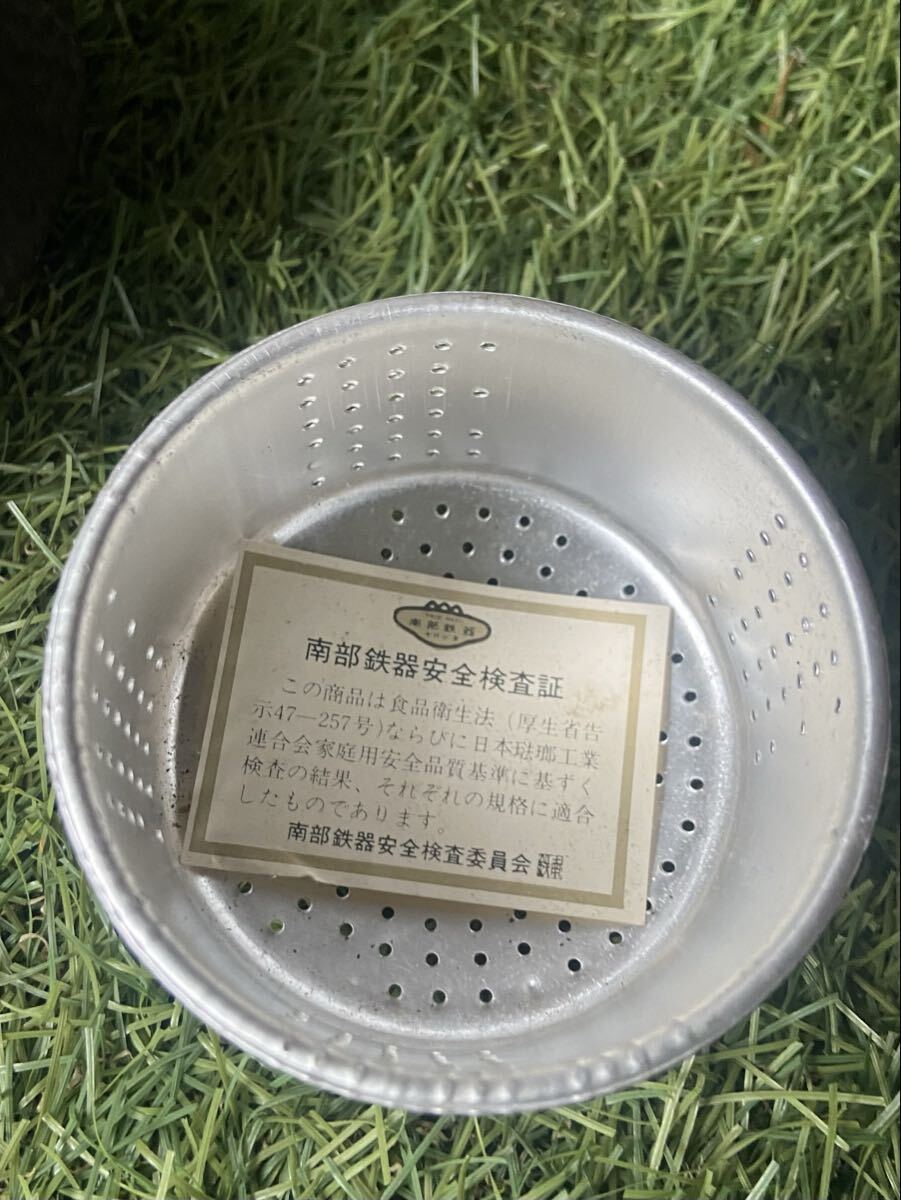 南部鉄器
南部鉄器安全検査証
この商品は食品衛生法(厚生省告
示47—257号)ならびに日本琺瑯工業
連合会家庭用安全品質基準に基ずく
検査の結果、それぞれの規格に適合
したものであります。
南部鉄器安全検査委員会